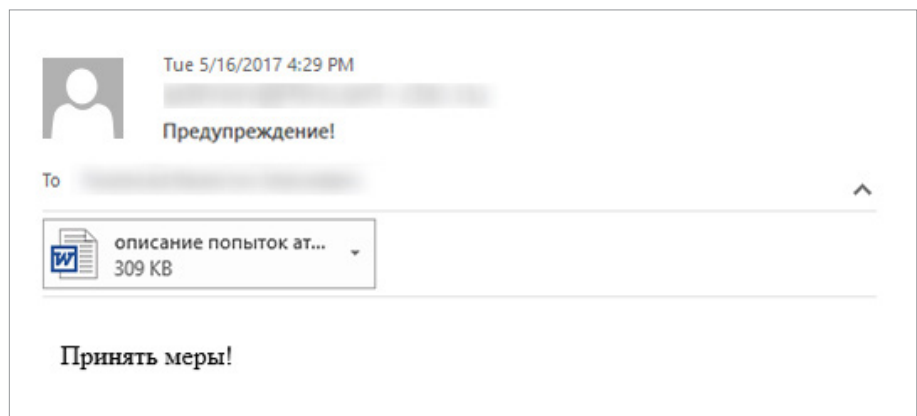 Tue 5/16/2017 4:29 PM
Предупреждение!
To
описание попыток ат...
309 KB
Принять меры!